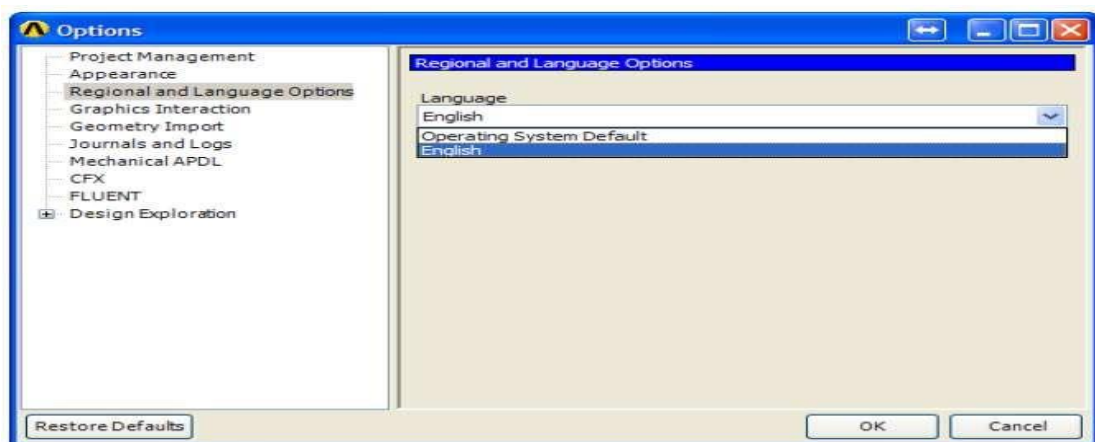 Options
Project Management
Appearance
Regional and Language Options
Graphics Interaction
Geometry Import
Journals and Logs
Mechanical APDL
CFX
FLUENT
Design Exploration
Regional and Language Options
Language
English
Operating System Default
English
Restore Defaults
OK
Cancel